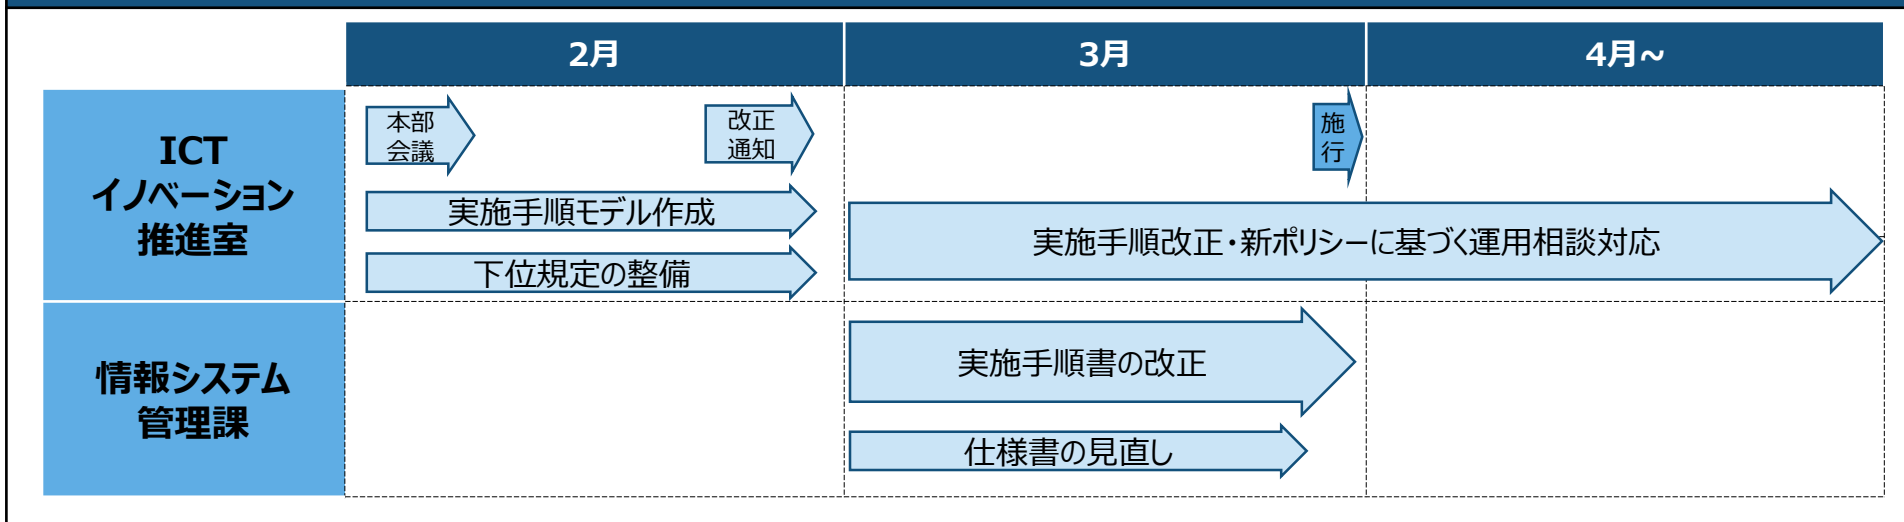 2月
3月
4月~
ICT
イノベーション
推進室
本部
会議
改正
通知
施
行
実施手順モデル作成
下位規定の整備
実施手順改正・新ポリシーに基づく運用相談対応
情報システム
管理課
実施手順書の改正
仕様書の見直し